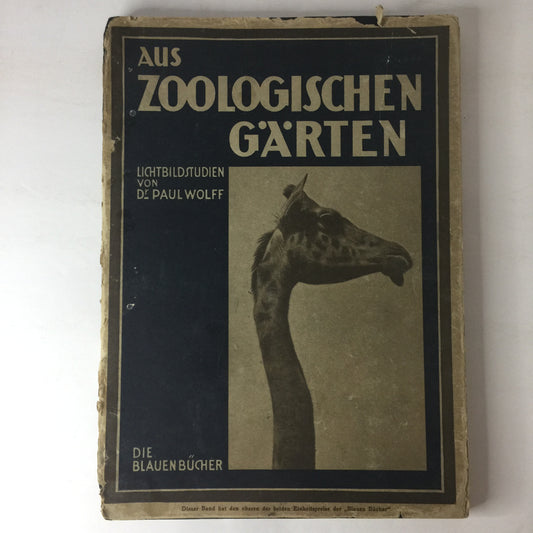 AUS
ZOOLOGISCHEN
GÄRTEN
LICHTBILDSTUDIEN
VON
DR PAUL WOLFF
DIE
BLAUEN BÜCHER
Dieser Band hat den oberen der beiden Einheitspreise der „Blauen Bücher"